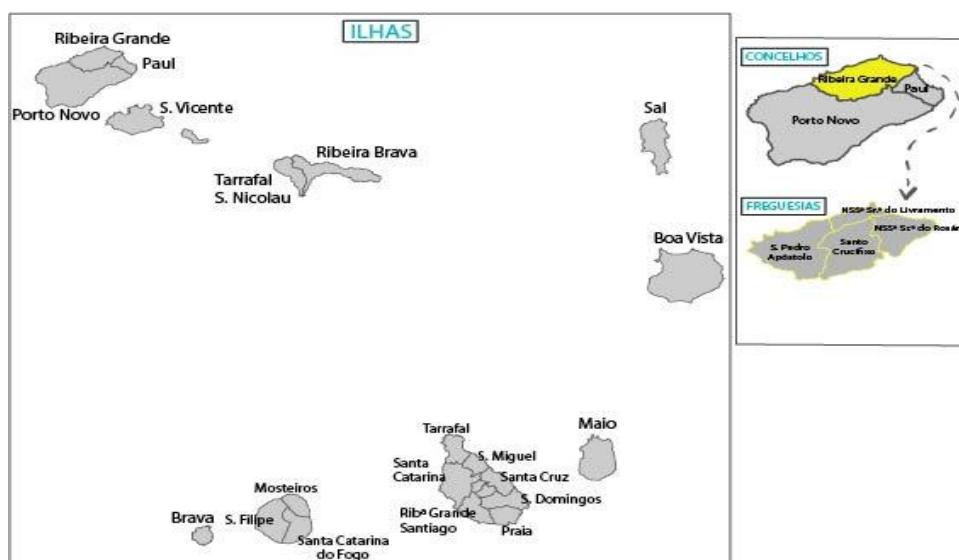 ILHAS
Ribeira Grande
Paul
Porto Novo
S. Vicente
Ribeira Brava
Tarrafal
S. Nicolau
Sal
Boa Vista
Maio
Tarrafal
S. Miguel
Santa
Catarina
Santa Cruz
S. Domingos
Ribª Grande
Santiago
Praia
Mosteiros
S. Filipe
Brava
Santa Catarina
do Fogo
CONCELHOS
Ribeira Grande
Paul
Porto Novo
FREGUESIAS
do Livramento
S. Pedro
Apóstolo
Santo
Crucifixo